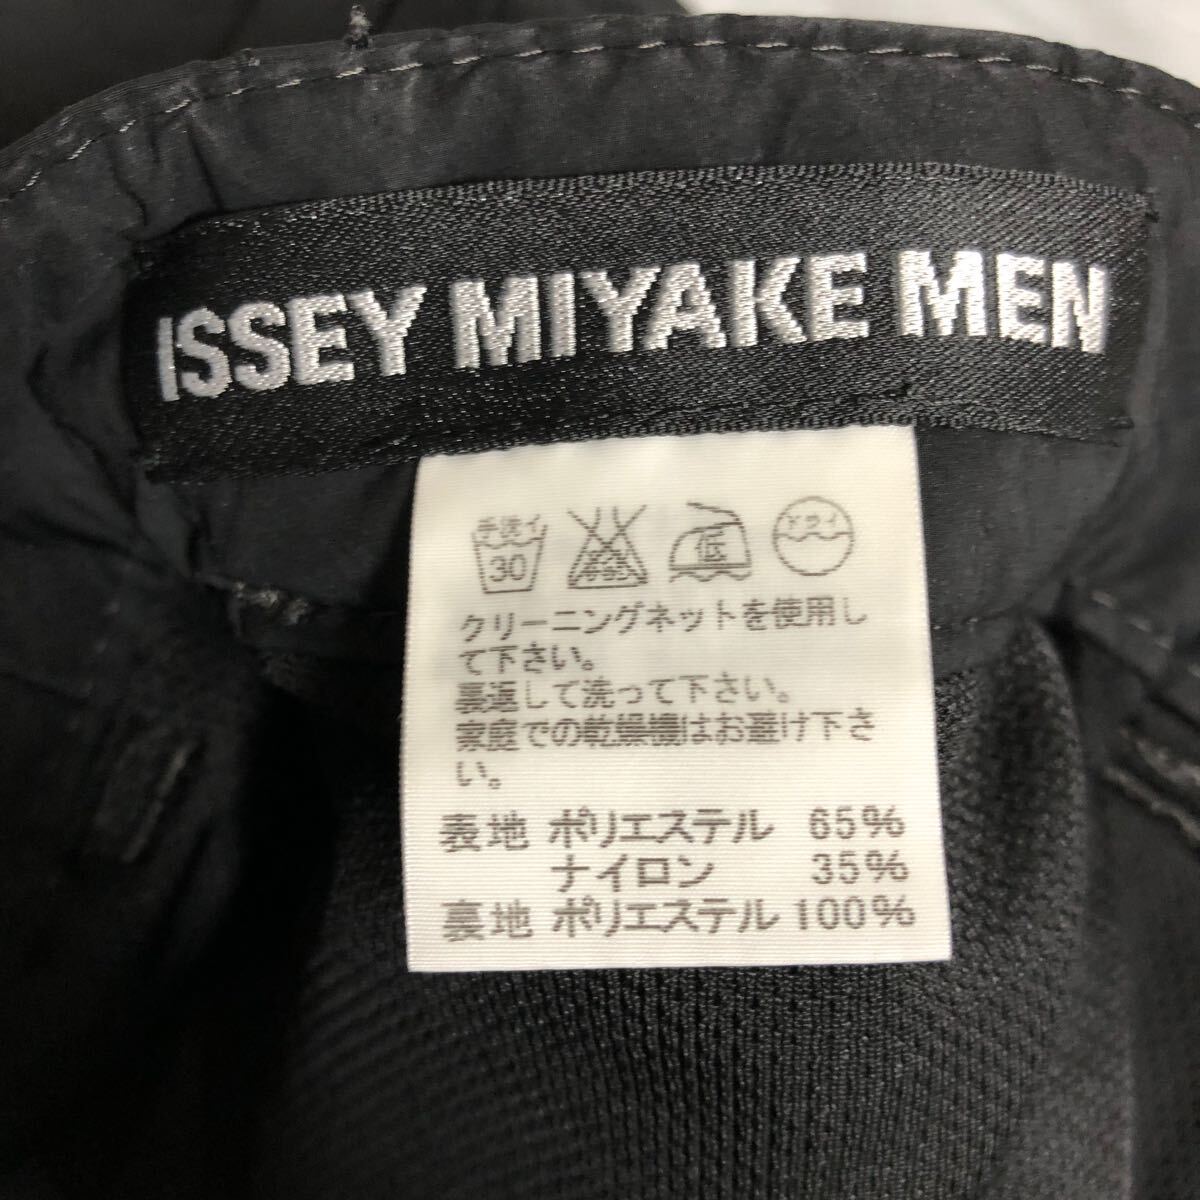 ISSEY MIYAKE MEN
手洗イ
30
低
ドライ
クリーニングネットを使用し
て下さい。
裏返して洗って下さい。
家庭での乾燥機はお避け下さ
い。
表地 ポリエステル 65%
ナイロン 35%
裏地 ポリエステル 100%